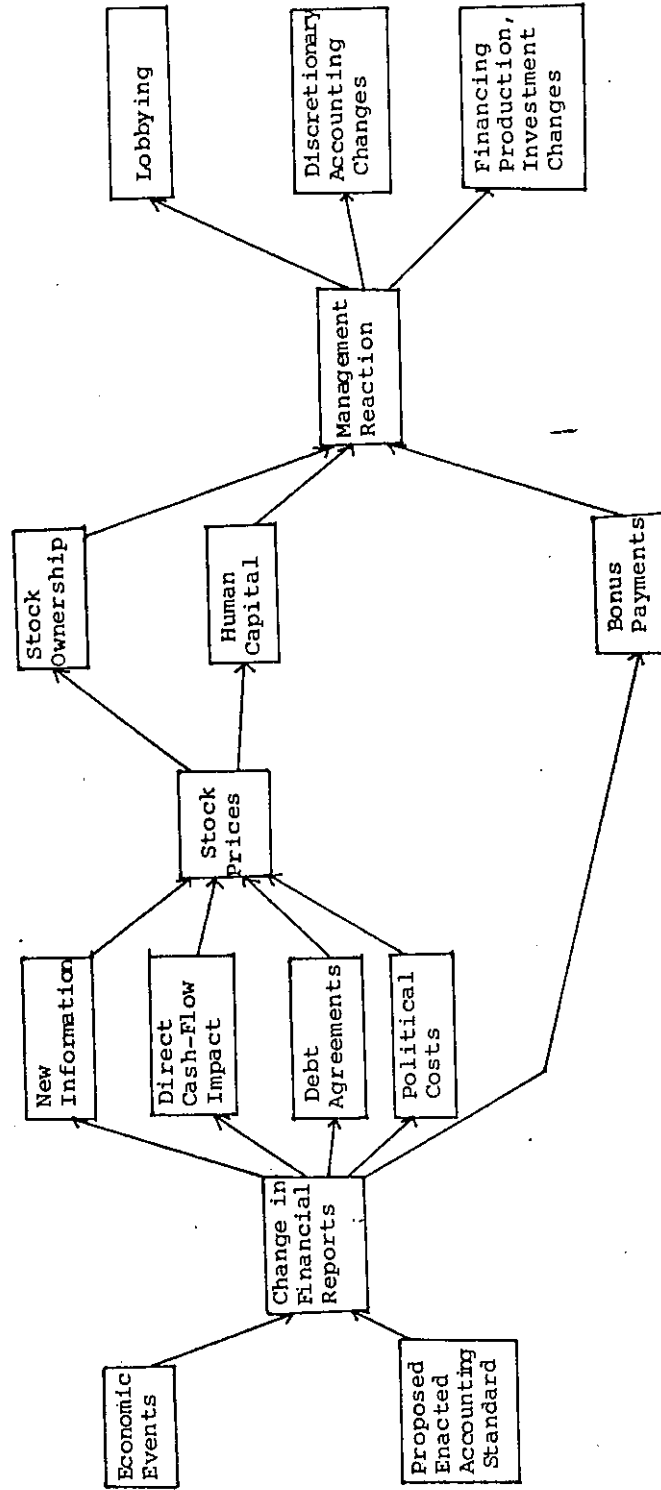 Economic
Events
Proposed
Enacted
Accounting
Standard
Change in
Financial
Reports
New
Information
Direct
Cash-Flow
Impact
Debt
Agreements
Political
Costs
Stock
Prices
Stock
Ownership
Human
Capital
Bonus
Payments
Management
Reaction
Lobbying
Discretionary
Accounting
Changes
Financing
Production,
Investment
Changes